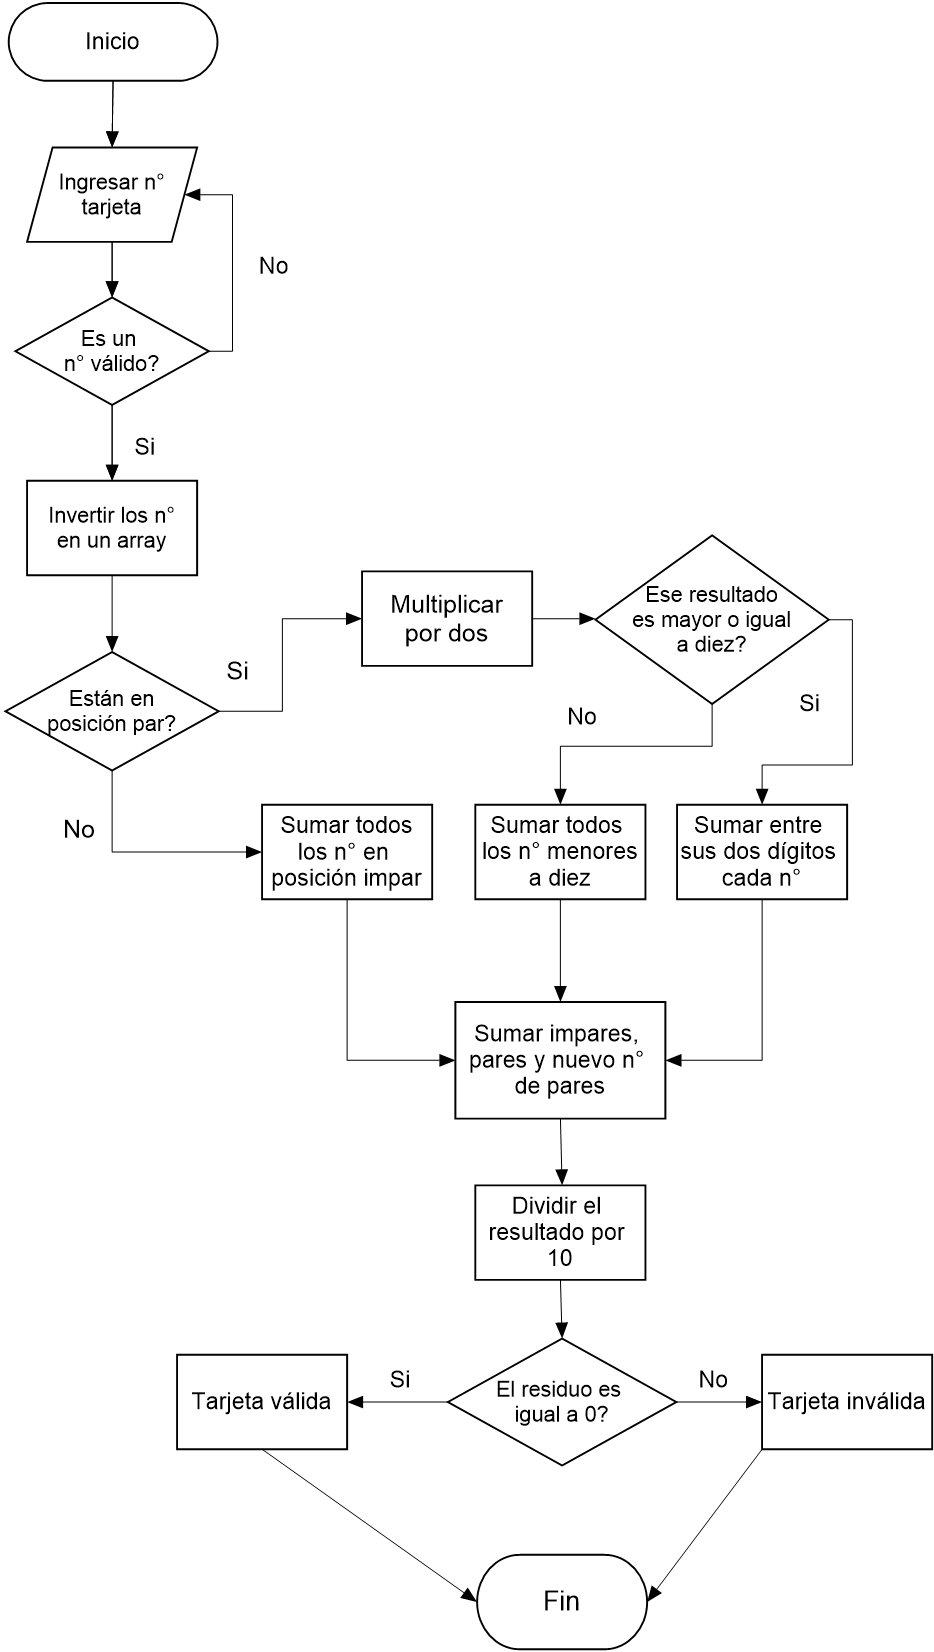 Inicio
Ingresar n°
tarjeta
No
Es un
n° válido?
Si
Invertir los n°
en un array
Están en
posición par?
Si
Multiplicar
por dos
Ese resultado
es mayor o igual
a diez?
No
Si
No
Sumar todos
los n° en
posición impar
Sumar todos
los n° menores
a diez
Sumar entre
sus dos dígitos
cada n°
Sumar impares,
pares y nuevo n°
de pares
Dividir el
resultado por
10
El residuo es
igual a 0?
Si
No
Tarjeta válida
Tarjeta inválida
Fin